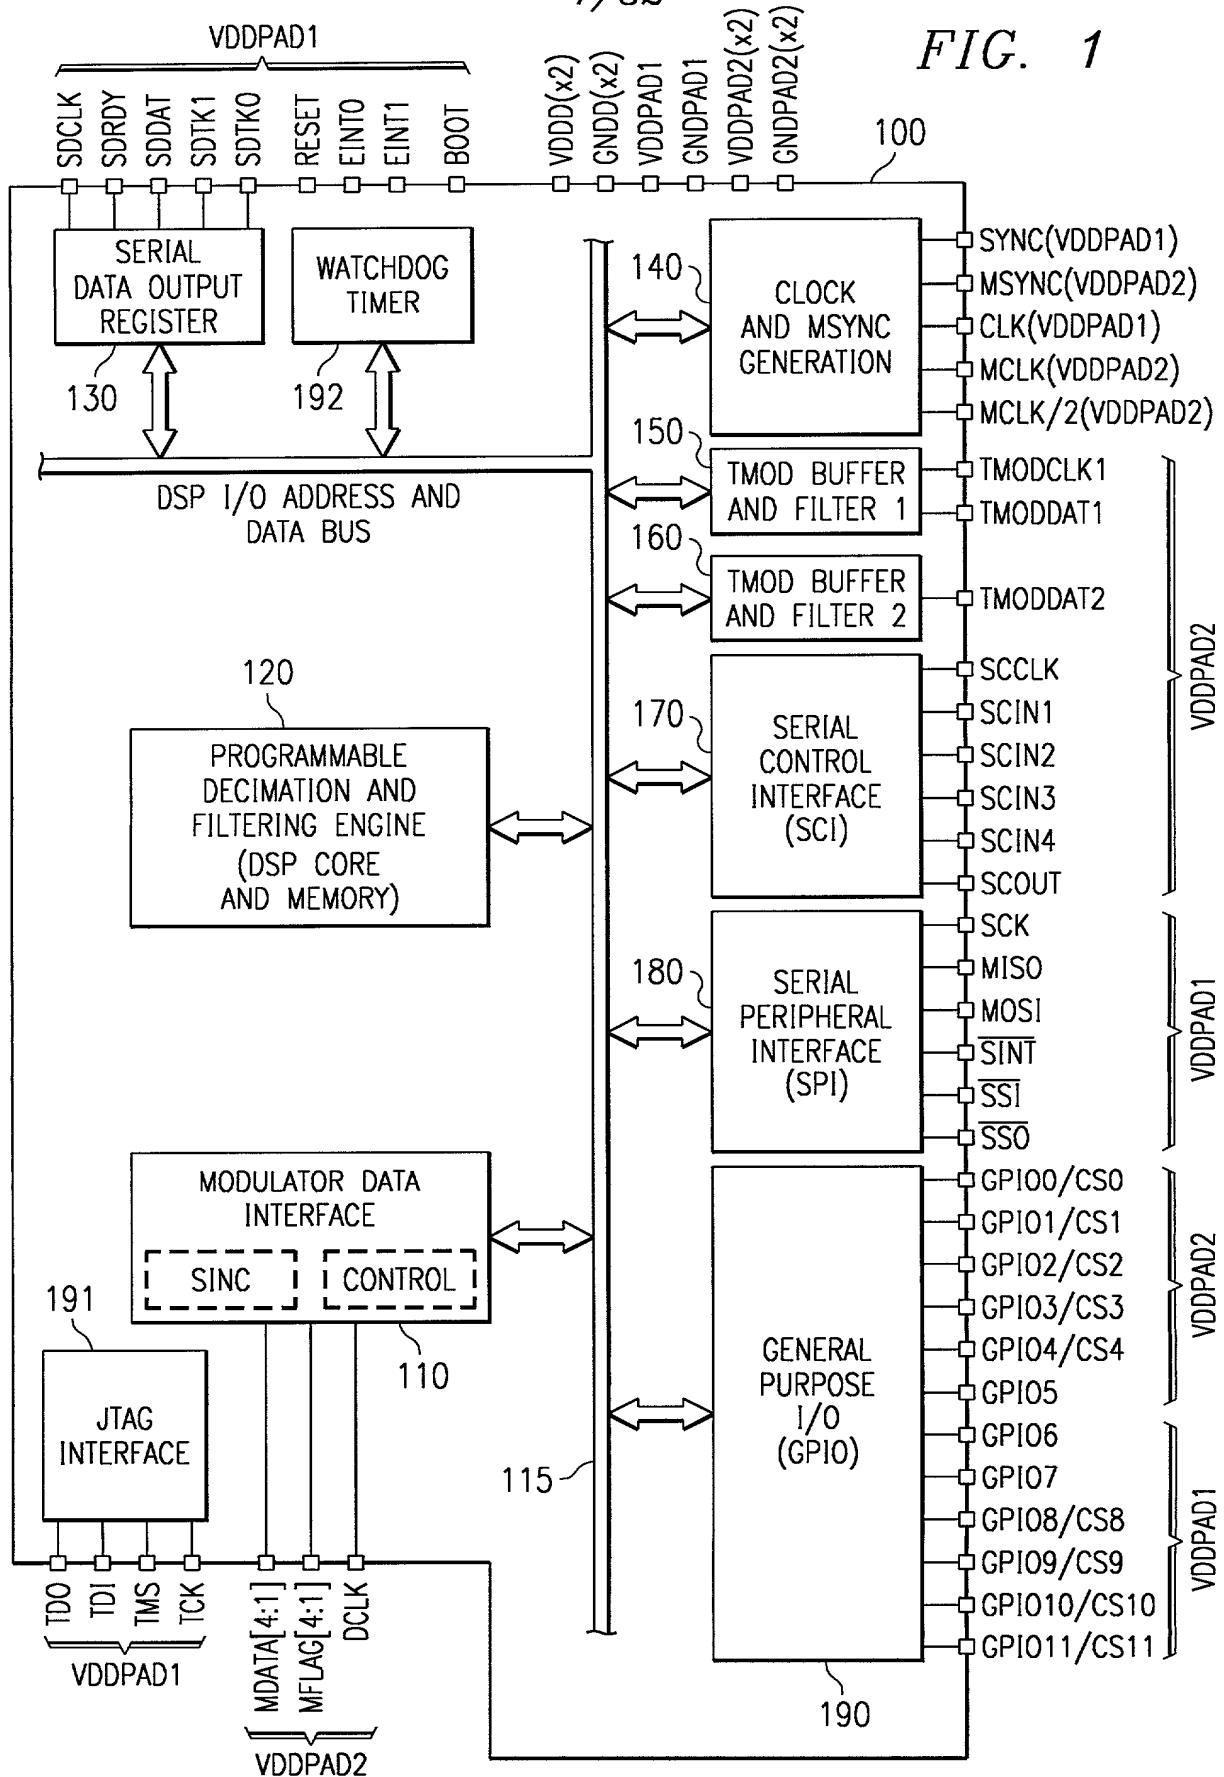 FIG. 1
VDDPAD1
SDCLK
SDRDY
SDDAT
SDTK1
SDTKO
RESET
EINT0
EINT1
BOOT
VDDD(x2)
GNDD(x2)
VDDPAD1
GNDPAD1
VDDPAD2(x2)
GNDPAD2(x2)
100
SERIAL
DATA OUTPUT
REGISTER
130
WATCHDOG
TIMER
192
DSP I/O ADDRESS AND
DATA BUS
140
CLOCK
AND MSYNC
GENERATION
SYNC(VDDPAD1)
MSYNC(VDDPAD2)
CLK(VDDPAD1)
MCLK(VDDPAD2)
MCLK/2(VDDPAD2)
150
TMOD BUFFER
AND FILTER 1
TMODCLK1
TMODDAT1
160
TMOD BUFFER
AND FILTER 2
TMODDAT2
120
PROGRAMMABLE
DECIMATION AND
FILTERING ENGINE
(DSP CORE
AND MEMORY)
170
SERIAL
CONTROL
INTERFACE
(SCI)
SCCLK
SCIN1
SCIN2
SCIN3
SCIN4
SCOUT
VDDPAD2
180
SERIAL
PERIPHERAL
INTERFACE
(SPI)
SCK
MISO
MOSI
SINT
SSI
SSO
VDDPAD1
MODULATOR DATA
INTERFACE
SINC
CONTROL
110
191
JTAG
INTERFACE
115
GENERAL
PURPOSE
I/O
(GPIO)
190
GPIO0/CS0
GPIO1/CS1
GPIO2/CS2
GPIO3/CS3
GPIO4/CS4
GPIO5
VDDPAD2
GPIO6
GPIO7
GPIO8/CS8
GPIO9/CS9
GPIO10/CS10
GPIO11/CS11
VDDPAD1
TDO
TDI
TMS
TCK
VDDPAD1
MDATA[4:1]
MFLAG[4:1]
DCLK
VDDPAD2